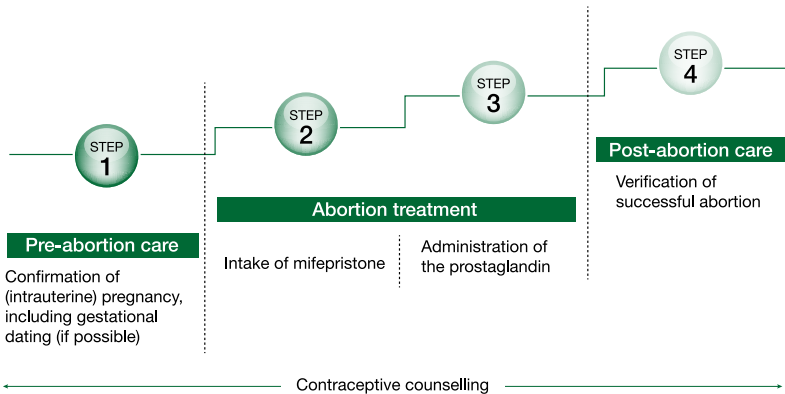 STEP
1
STEP
2
STEP
3
STEP
4
Pre-abortion care
Confirmation of
(intrauterine) pregnancy,
including gestational
dating (if possible)
Abortion treatment
Intake of mifepristone
Administration of
the prostaglandin
Post-abortion care
Verification of
successful abortion
Contraceptive counselling